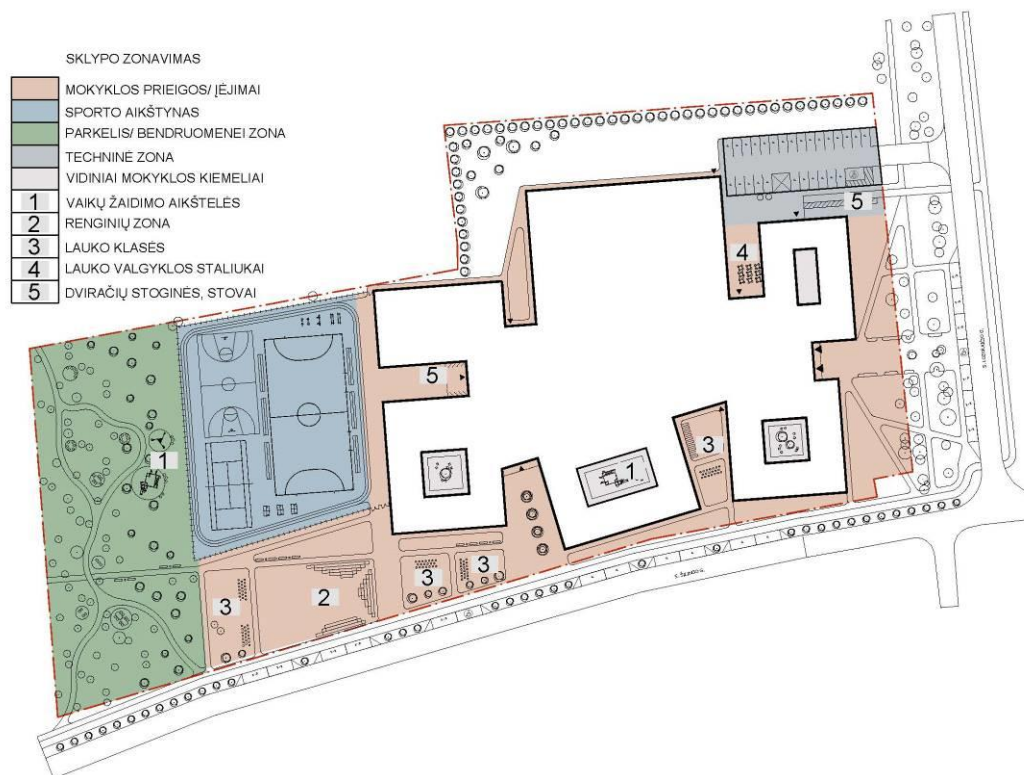 SKLYPO ZONAVIMAS
MOKYKLOS PRIEIGOS/ ĮĖJIMAI
SPORTO AIKŠTYNAS
PARKELIS/ BENDRUOMENEI ZONA
TECHNINĖ ZONA
VIDINIAI MOKYKLOS KIEMELIAI
1 VAIKŲ ŽAIDIMO AIKŠTELĖS
2 RENGINIŲ ZONA
3 LAUKO KLASĖS
4 LAUKO VALGYKLOS STALIUKAI
5 DVIRAČIŲ STOGINĖS, STOVAI
5
4
5
3
1
1
3
3
3
2